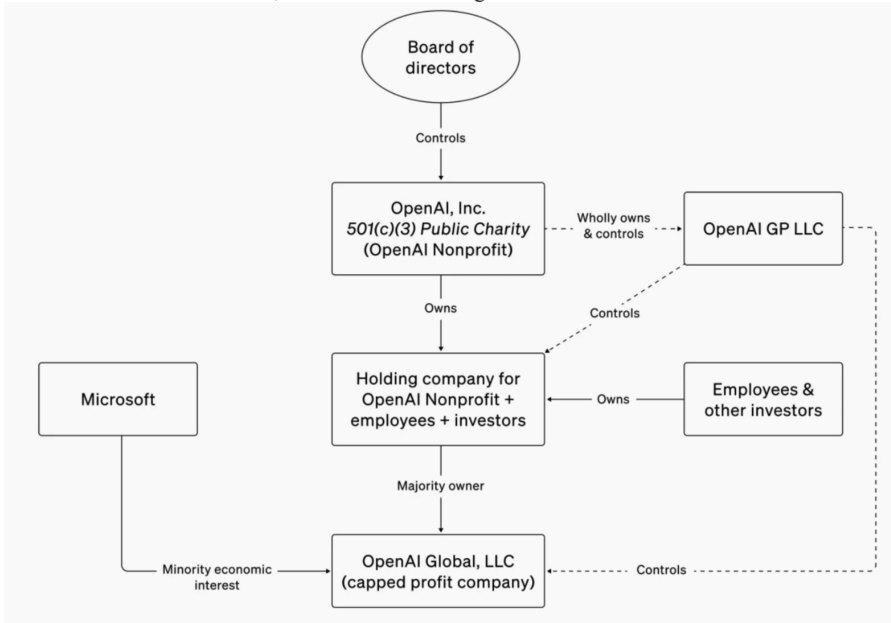 Board of
directors
Controls
OpenAI, Inc.
501(c)(3) Public Charity
(OpenAI Nonprofit)
Wholly owns
& controls
OpenAI GP LLC
Owns
Controls
Microsoft
Holding company for
OpenAI Nonprofit +
employees + investors
Owns
Employees &
other investors
Majority owner
Minority economic
interest
OpenAI Global, LLC
(capped profit company)
Controls